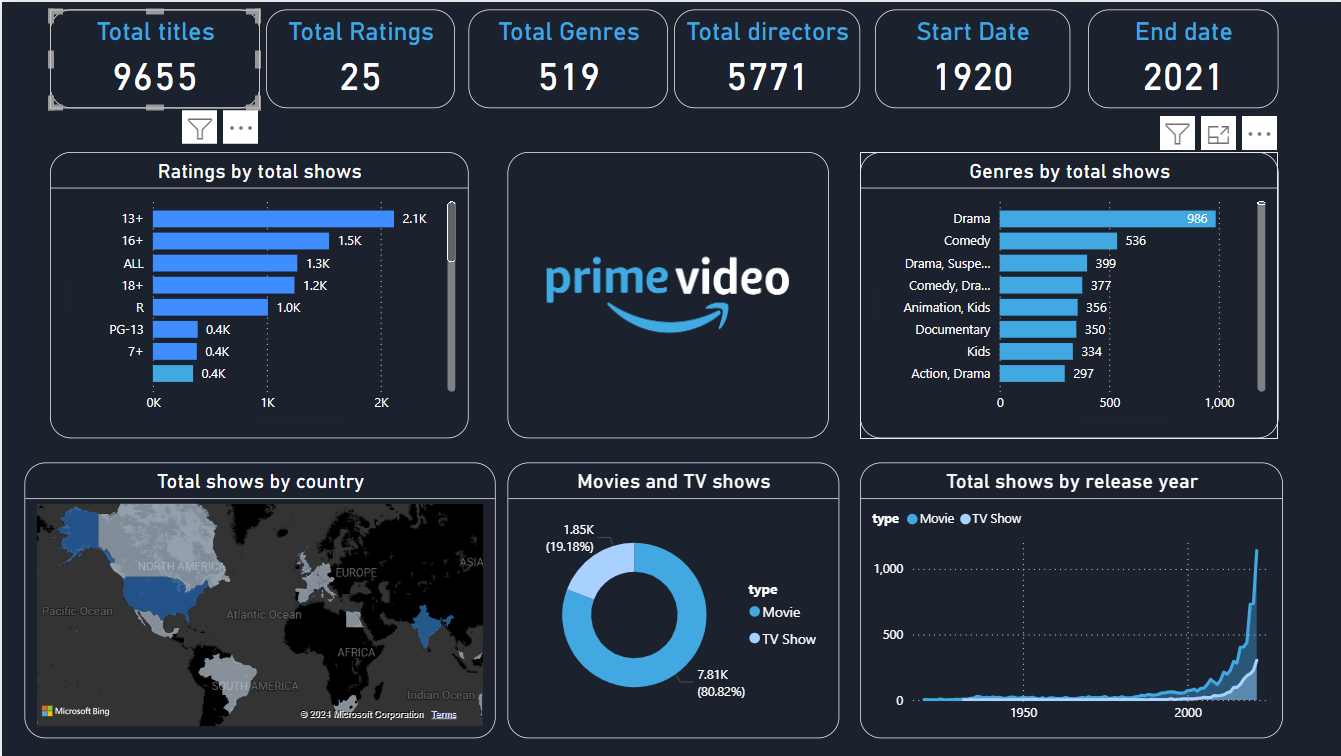 Total titles
9655
Total Ratings
25
Total Genres
519
Total directors
5771
Start Date
1920
End date
2021
Ratings by total shows
13+ 2.1K
16+ 1.5K
ALL 1.3K
18+ 1.2K
R 1.0K
PG-13 0.4K
7+ 0.4K
0.4K
0K 1K 2K
prime video
Genres by total shows
Drama 986
Comedy 536
Drama, Suspe... 399
Comedy, Dra... 377
Animation, Kids 356
Documentary 350
Kids 334
Action, Drama 297
0 500 1,000
Total shows by country
NORTH AMERICA
EUROPE
ASIA
Pacific Ocean
Atlantic Ocean
AFRICA
SOUTH AMERICA
Indian Ocean
Microsoft Bing
© 2024 Microsoft Corporation Terms
Movies and TV shows
1.85K
(19.18%)
type
Movie
TV Show
7.81K
(80.82%)
Total shows by release year
type Movie TV Show
1,000
500
0
1950 2000